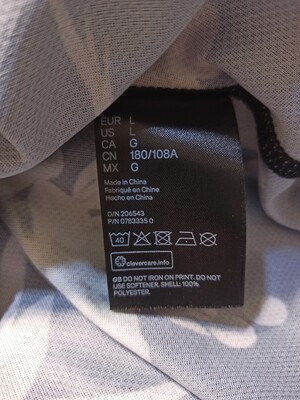 EUR L
US L
CA G
CN 180/108A
MX G
Made in China
Fabriqué en Chine
Hecho en China
O/N 206543
P/N 0783335 0
40
clevercare.info
GB DO NOT IRON ON PRINT. DO NOT
USE SOFTENER. SHELL: 100%
POLYESTER.